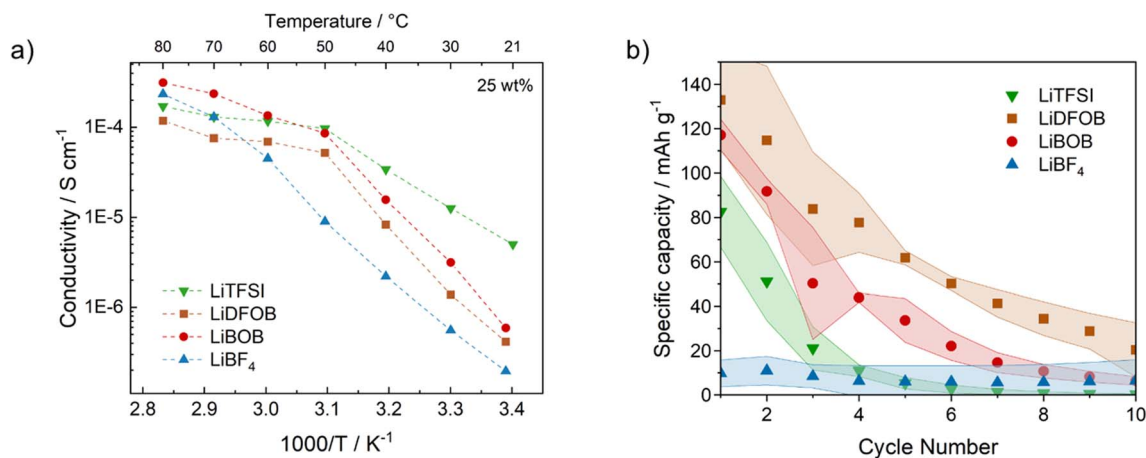 a)
Temperature / °C
80 70 60 50 40 30 21
25 wt%
1E-4
1E-5
1E-6
Conductivity / S cm⁻¹
LiTFSI
LiDFOB
LiBOB
LiBF₄
2.8 2.9 3.0 3.1 3.2 3.3 3.4
1000/T / K⁻¹
b)
140
120
100
80
60
40
20
0
Specific capacity / mAh g⁻¹
LiTFSI
LiDFOB
LiBOB
LiBF₄
2 4 6 8 10
Cycle Number